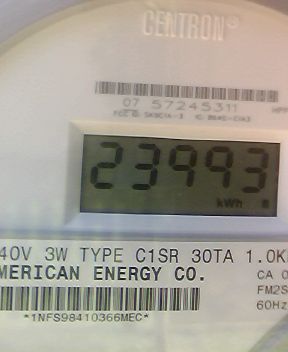 CENTRON®
07 57245311
23993
kWh
40V 3W TYPE C1SR 30TA 1.0K
MERICAN ENERGY CO.
CA 0
FM2S
60Hz
*1NFS98410366MEC*